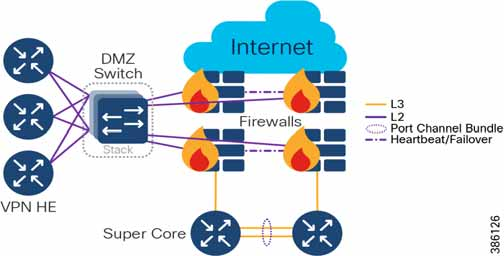 Internet
DMZ
Switch
Stack
Firewalls
VPN HE
Super Core
L3
L2
Port Channel Bundle
Heartbeat/Failover
386126